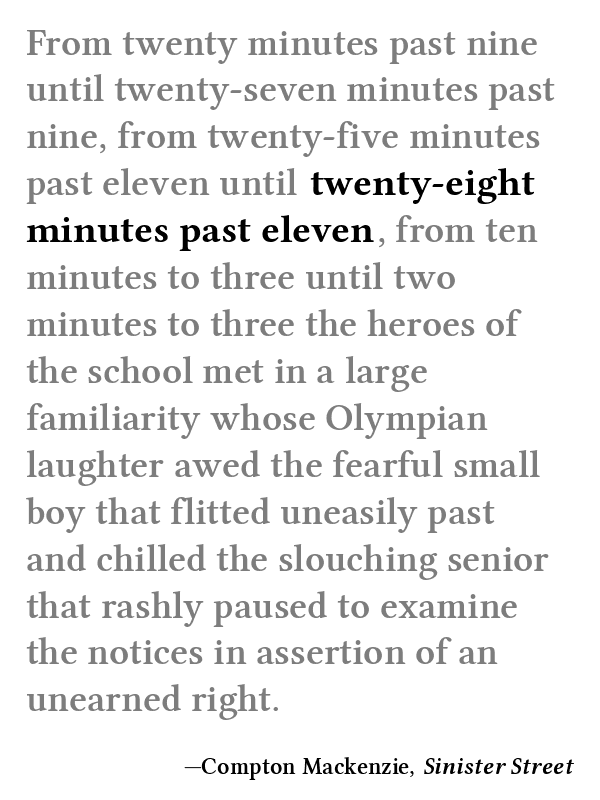 From twenty minutes past nine
until twenty-seven minutes past
nine, from twenty-five minutes
past eleven until twenty-eight
minutes past eleven, from ten
minutes to three until two
minutes to three the heroes of
the school met in a large
familiarity whose Olympian
laughter awed the fearful small
boy that flitted uneasily past
and chilled the slouching senior
that rashly paused to examine
the notices in assertion of an
unearned right.
—Compton Mackenzie, Sinister Street